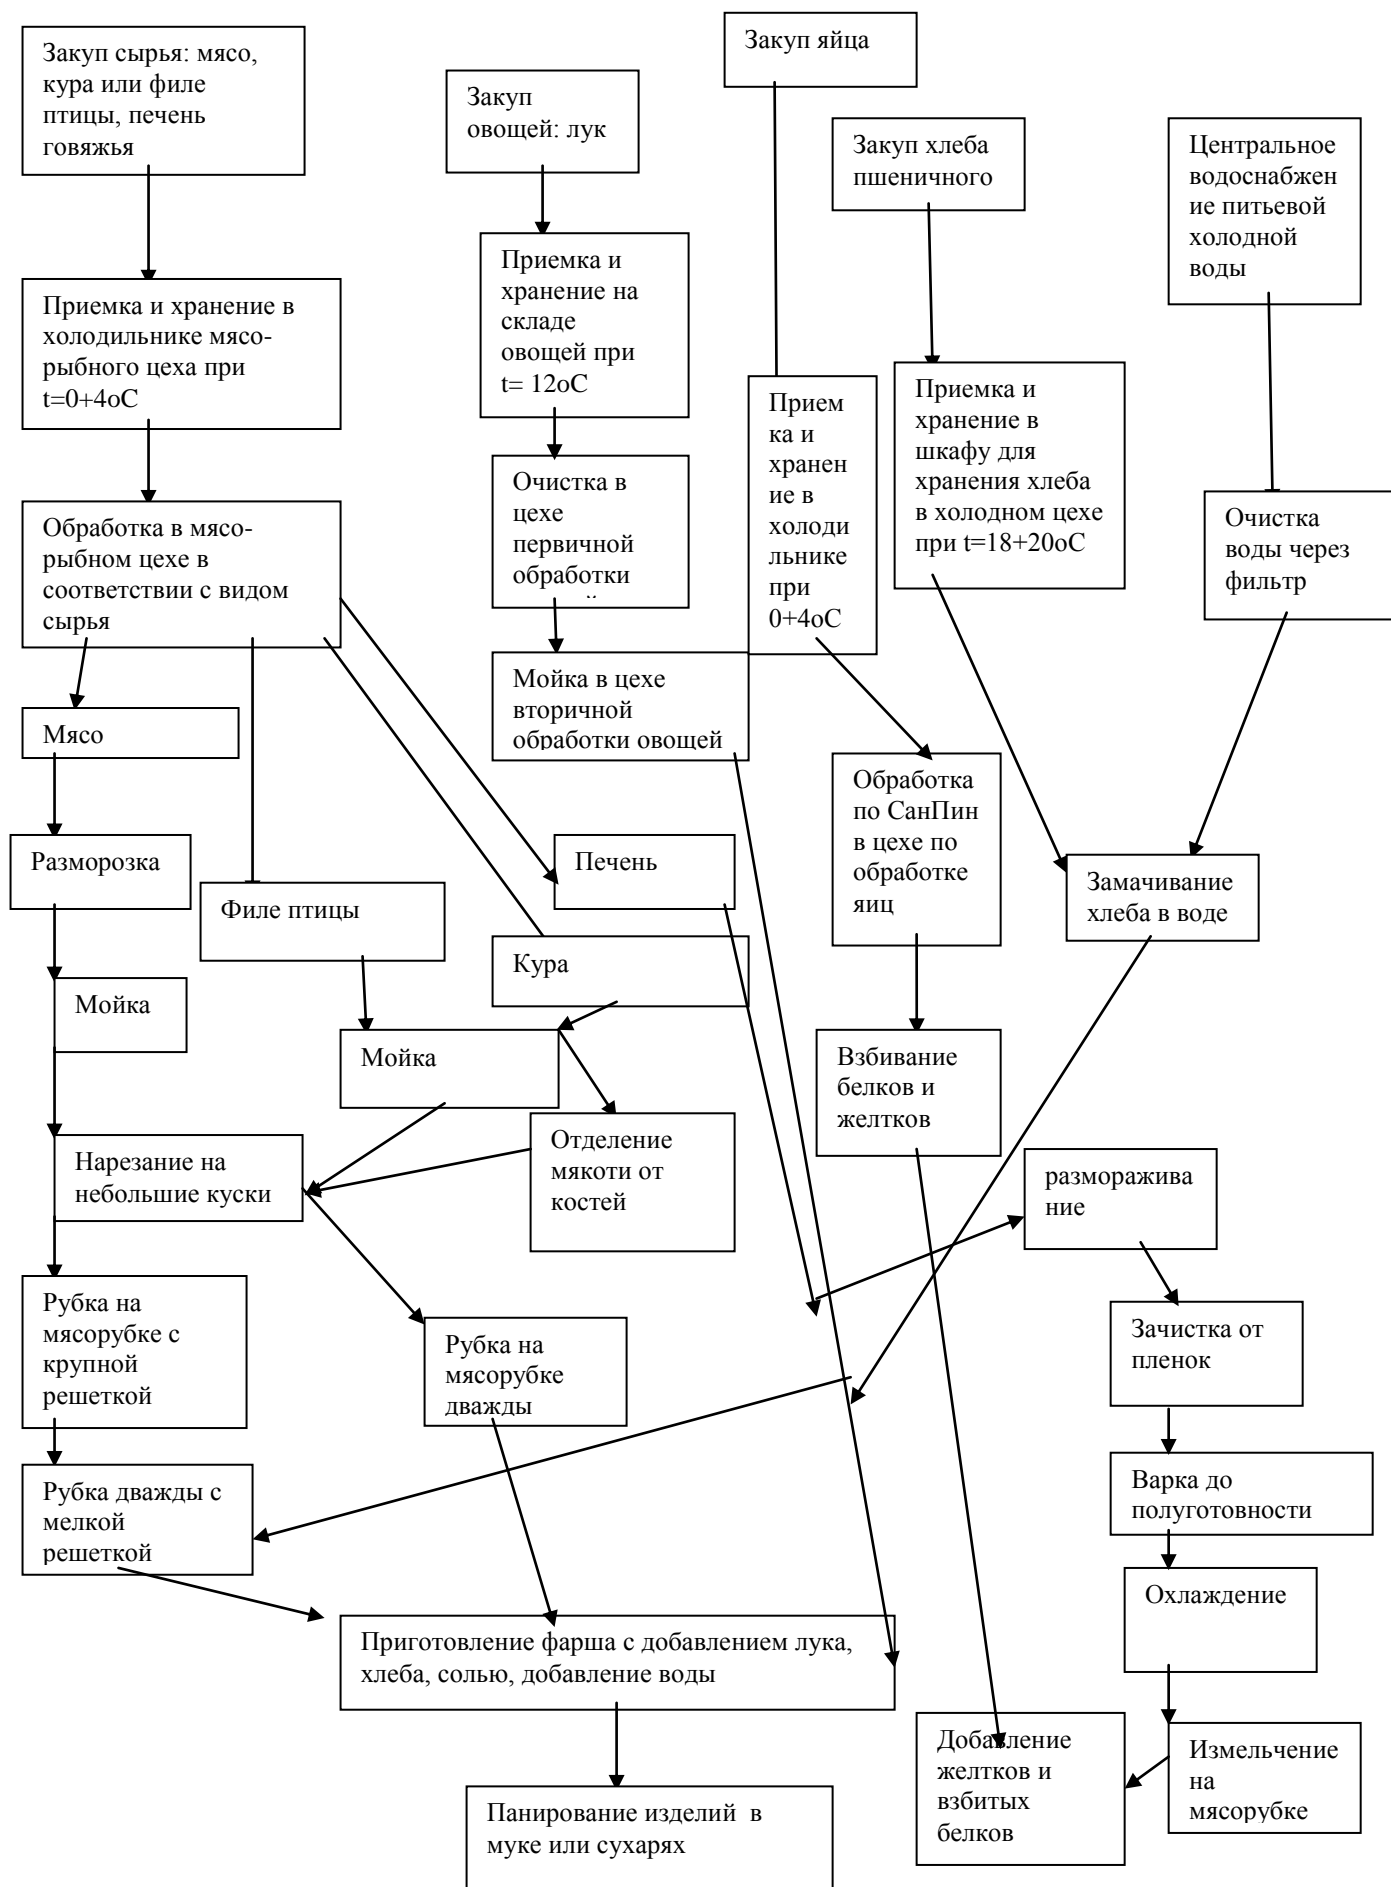 Закуп сырья: мясо,
кура или филе
птицы, печень
говяжья
Закуп
овощей: лук
Закуп яйца
Закуп хлеба
пшеничного
Центральное
водоснабжен
ие питьевой
холодной
воды
Приемка и хранение в
холодильнике мясо-
рыбного цеха при
t=0+4оС
Приемка и
хранение на
складе
овощей при
t= 12оС
Прием
ка и
хранен
ие в
холоди
льнике
при
0+4оС
Приемка и
хранение в
шкафу для
хранения хлеба
в холодном цехе
при t=18+20оС
Очистка
воды через
фильтр
Обработка в мясо-
рыбном цехе в
соответствии с видом
сырья
Очистка в
цехе
первичной
обработки
Мойка в цехе
вторичной
обработки овощей
Мясо
Разморозка
Филе птицы
Печень
Кура
Обработка
по СанПин
в цехе по
обработке
яиц
Замачивание
хлеба в воде
Мойка
Мойка
Взбивание
белков и
желтков
Нарезание на
небольшие куски
Отделение
мякоти от
костей
разморажива
ние
Рубка на
мясорубке с
крупной
решеткой
Рубка на
мясорубке
дважды
Зачистка от
пленок
Рубка дважды с
мелкой
решеткой
Варка до
полуготовности
Охлаждение
Приготовление фарша с добавлением лука,
хлеба, солью, добавление воды
Добавление
желтков и
взбитых
белков
Измельчение
на
мясорубке
Панирование изделий  в
муке или сухарях